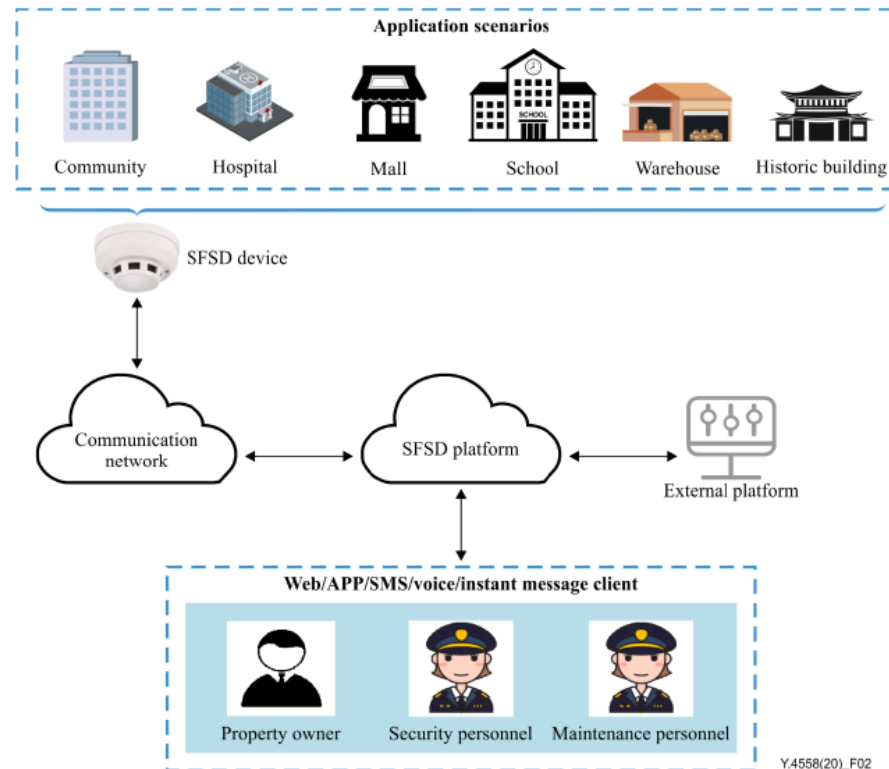 Application scenarios
SCHOOL
Community
Hospital
Mall
School
Warehouse
Historic building
SFSD device
Communication
network
SFSD platform
External platform
Web/APP/SMS/voice/instant message client
Property owner
Security personnel
Maintenance personnel
Y.4558(20)_F02